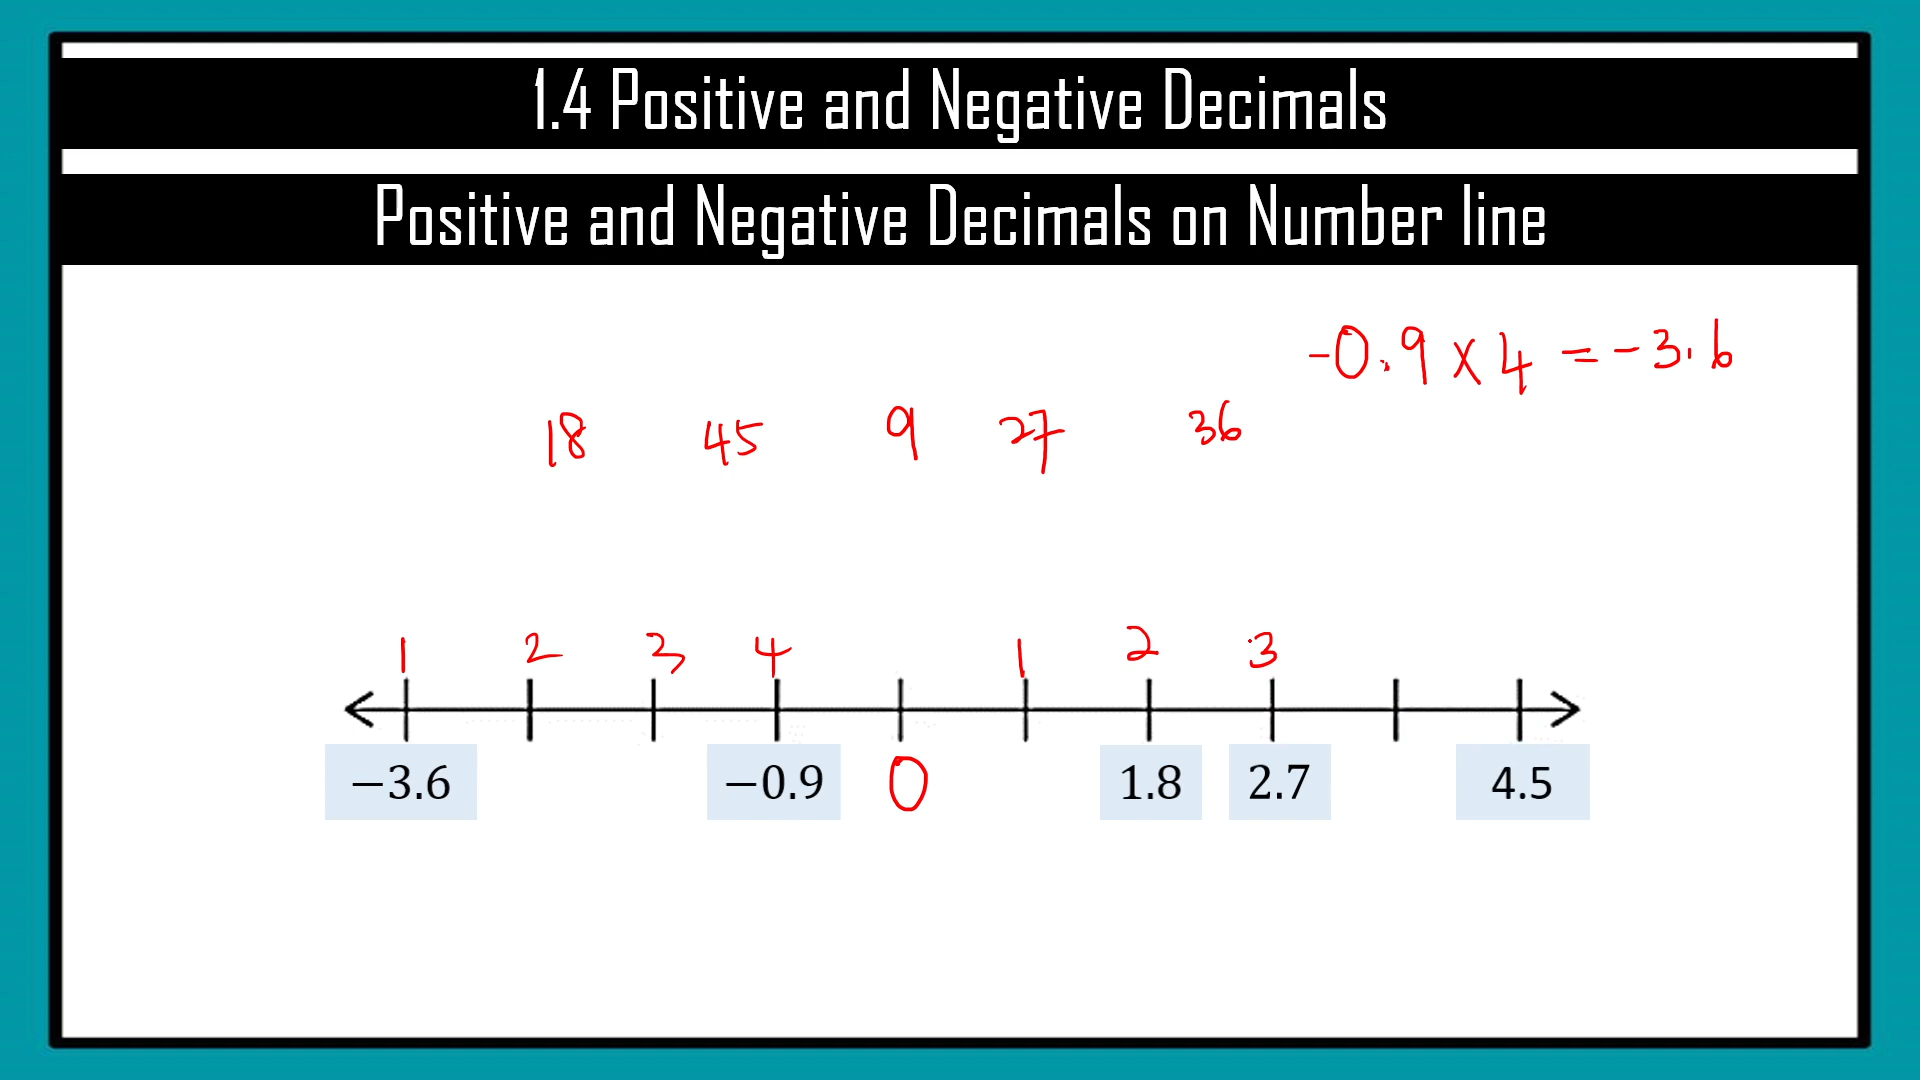 1.4 Positive and Negative Decimals
Positive and Negative Decimals on Number line
-0.9 x 4 = -3.6
18 45 9 27 36
1 2 3 4 1 2 3
−3.6 −0.9 0 1.8 2.7 4.5